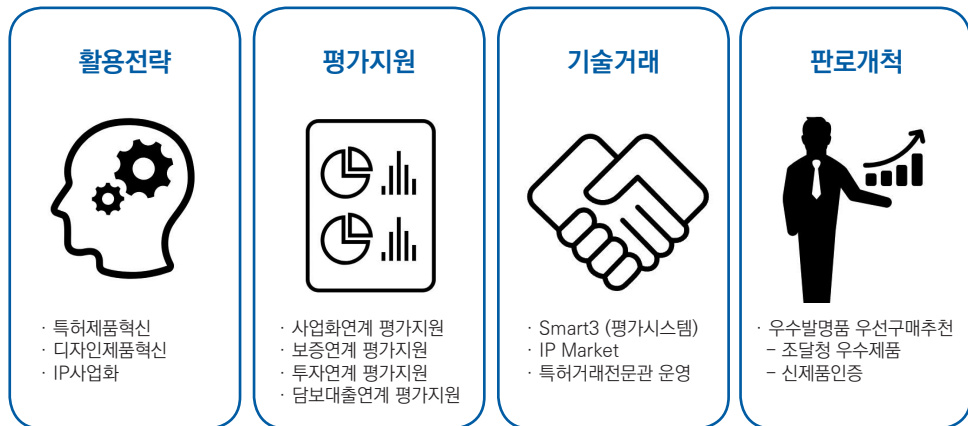 활용전략
· 특허제품혁신
· 디자인제품혁신
· IP사업화
평가지원
· 사업화연계 평가지원
· 보증연계 평가지원
· 투자연계 평가지원
· 담보대출연계 평가지원
기술거래
· Smart3 (평가시스템)
· IP Market
· 특허거래전문관 운영
판로개척
· 우수발명품 우선구매추천
– 조달청 우수제품
– 신제품인증